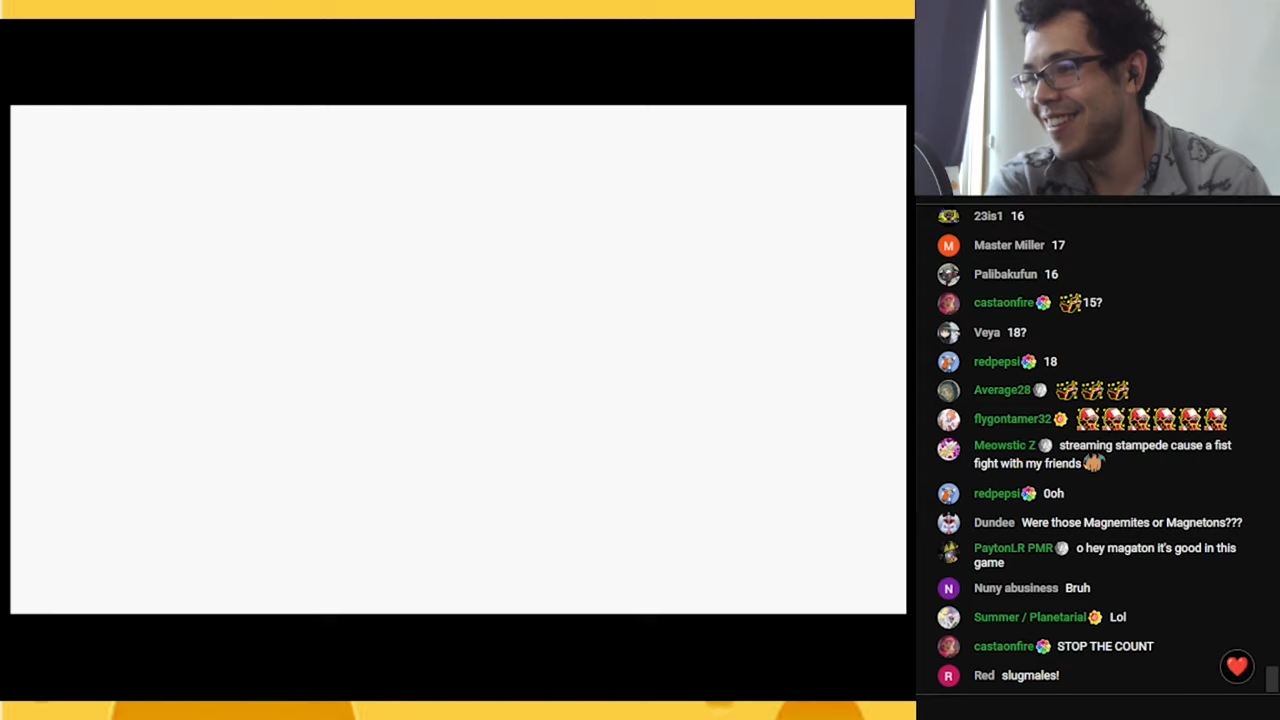 23is1 16
Master Miller 17
Palibakufun 16
castaonfire 15?
Veya 18?
redpepsi 18
Average28
flygontamer32
Meowstic Z streaming stampede cause a fist
fight with my friends
redpepsi 0oh
Dundee Were those Magnemites or Magnetons???
PaytonLR PMR o hey magaton it's good in this
game
Nuny abusiness Bruh
Summer / Planetarial Lol
castaonfire STOP THE COUNT
Red slugmales!